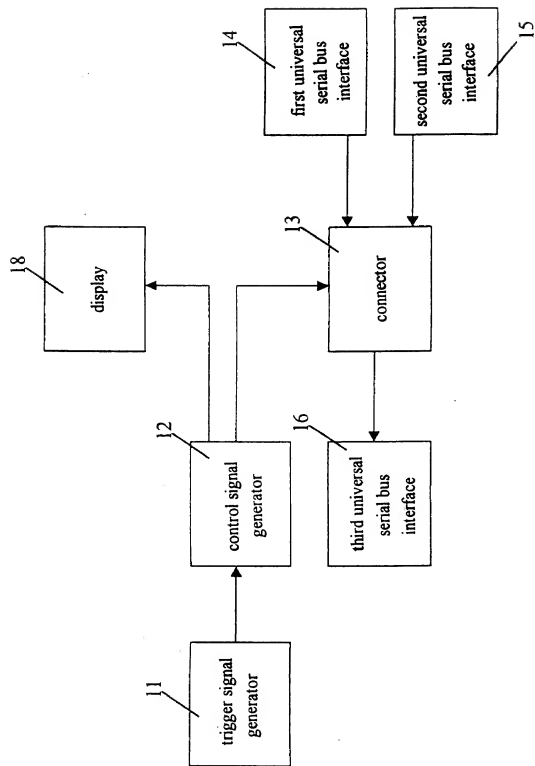 11
trigger signal
generator
12
control signal
generator
18
display
13
connector
14
first universal
serial bus
interface
15
second universal
serial bus
interface
16
third universal
serial bus
interface